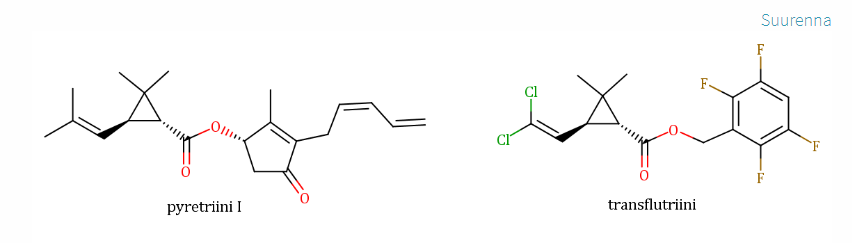 Suurenna
O
O
O
pyretriini I
Cl
Cl
O
O
F
F
F
F
transflutriini